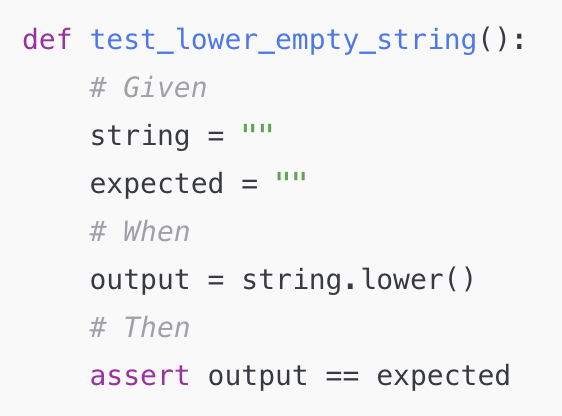 def test_lower_empty_string():
    # Given
    string = ""
    expected = ""
    # When
    output = string.lower()
    # Then
    assert output == expected